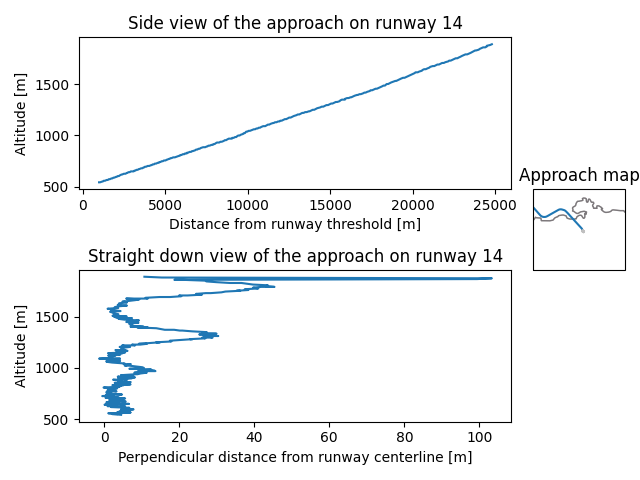 Side view of the approach on runway 14
Altitude [m]
1500
1000
500
0 5000 10000 15000 20000 25000
Distance from runway threshold [m]
Approach map
Straight down view of the approach on runway 14
Altitude [m]
1500
1000
500
0 20 40 60 80 100
Perpendicular distance from runway centerline [m]